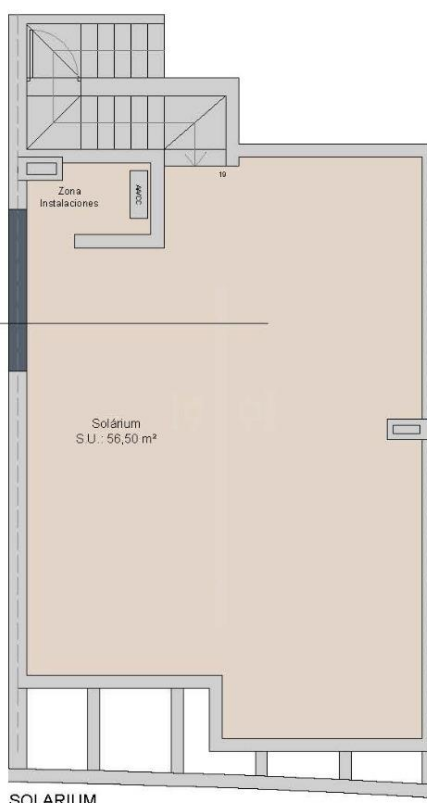 Zona
Instalaciones
AACC
19
Solárium
S.U.: 56,50 m²
SOLARIUM